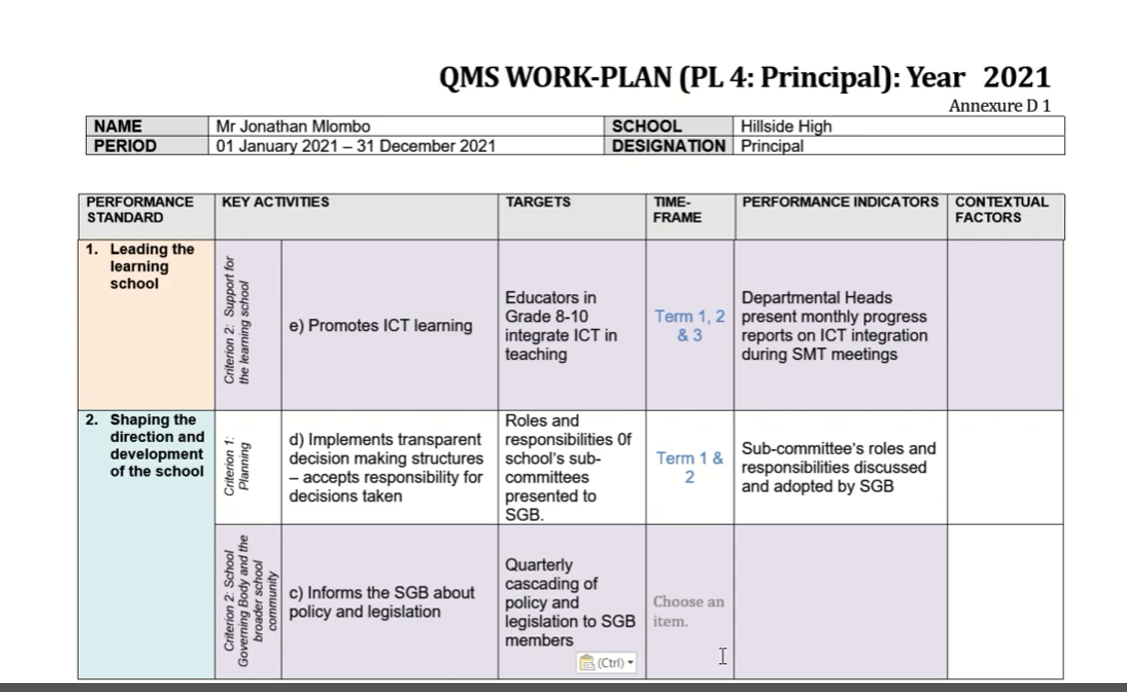 QMS WORK-PLAN (PL 4: Principal): Year 2021
Annexure D 1
NAME Mr Jonathan Mlombo SCHOOL Hillside High
PERIOD 01 January 2021 – 31 December 2021 DESIGNATION Principal
PERFORMANCE
STANDARD
KEY ACTIVITIES
TARGETS
TIME-
FRAME
PERFORMANCE INDICATORS
CONTEXTUAL
FACTORS
1. Leading the
learning
school
Criterion 2: Support for
the learning school
e) Promotes ICT learning
Educators in
Grade 8-10
integrate ICT in
teaching
Term 1, 2
& 3
Departmental Heads
present monthly progress
reports on ICT integration
during SMT meetings
2. Shaping the
direction and
development
of the school
Criterion 1:
Planning
d) Implements transparent
decision making structures
– accepts responsibility for
decisions taken
Roles and
responsibilities 0f
school's sub-
committees
presented to
SGB.
Term 1 &
2
Sub-committee's roles and
responsibilities discussed
and adopted by SGB
Criterion 2: School
Governing Body and the
broader school
community
c) Informs the SGB about
policy and legislation
Quarterly
cascading of
policy and
legislation to SGB
members
Choose an
item.
(Ctrl)